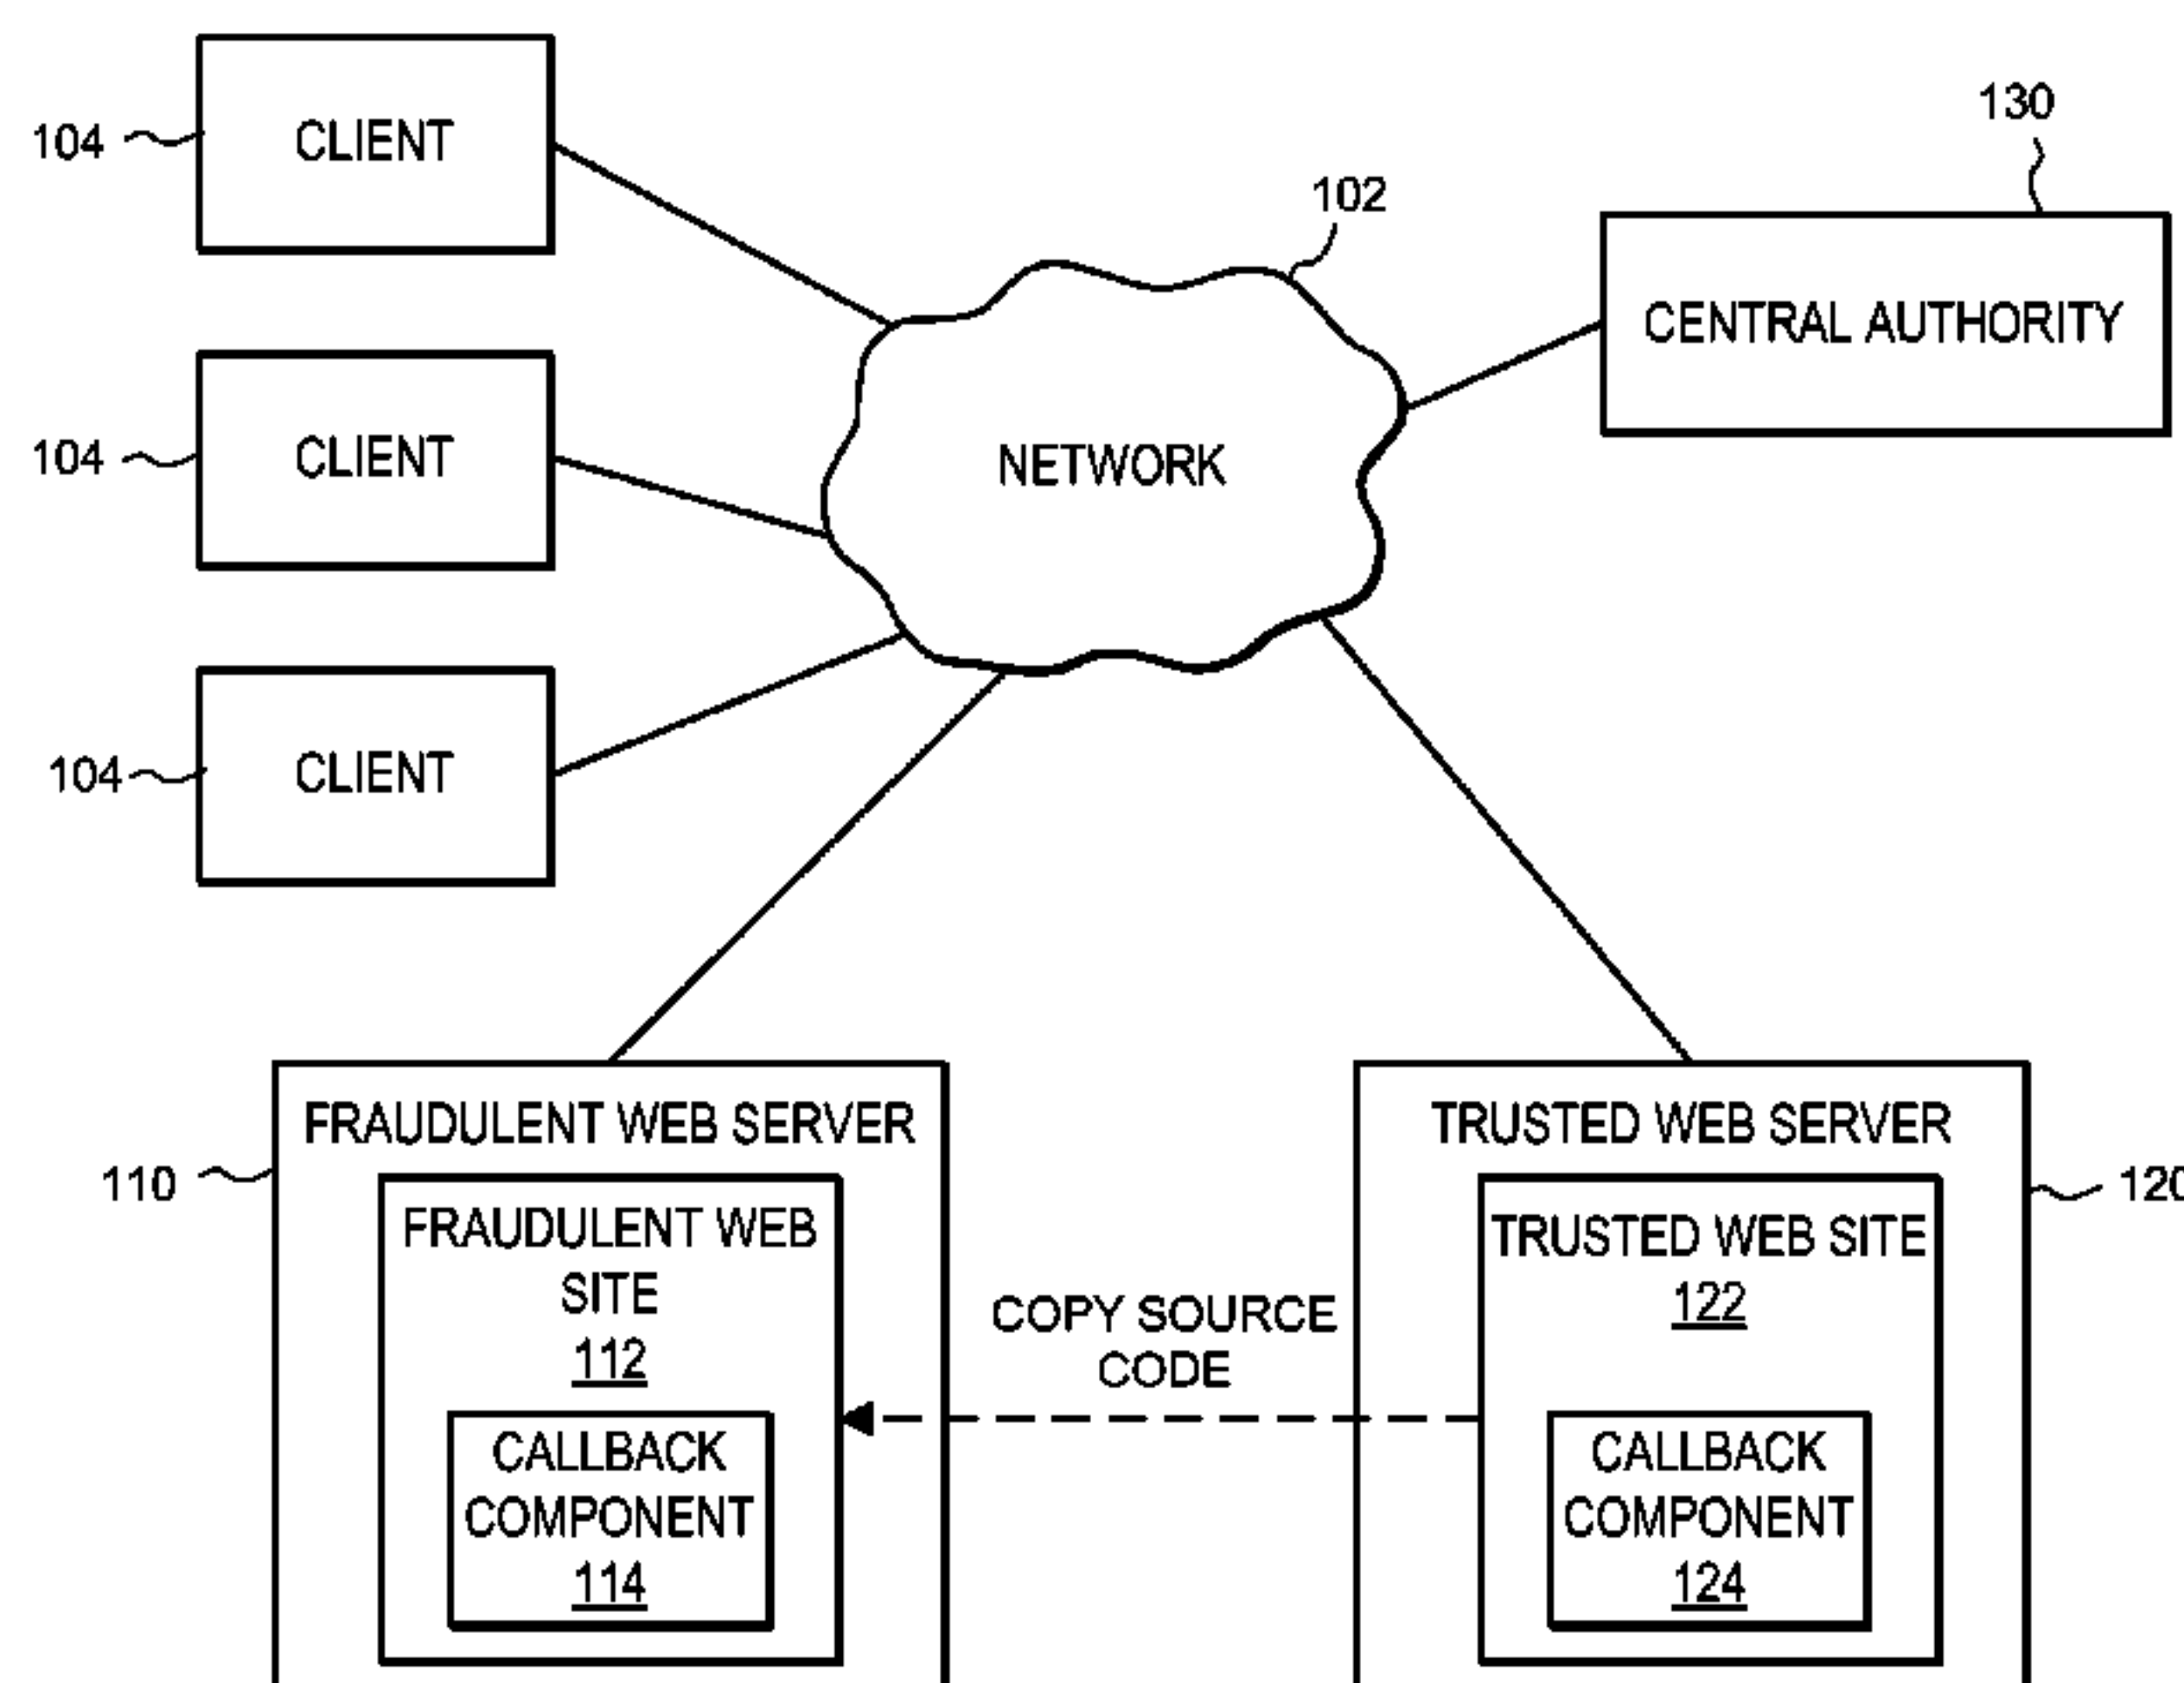 104
CLIENT
130
102
CENTRAL AUTHORITY
104
CLIENT
NETWORK
104
CLIENT
FRAUDULENT WEB SERVER
110
FRAUDULENT WEB
SITE
112
CALLBACK
COMPONENT
114
COPY SOURCE
CODE
TRUSTED WEB SERVER
120
TRUSTED WEB SITE
122
CALLBACK
COMPONENT
124